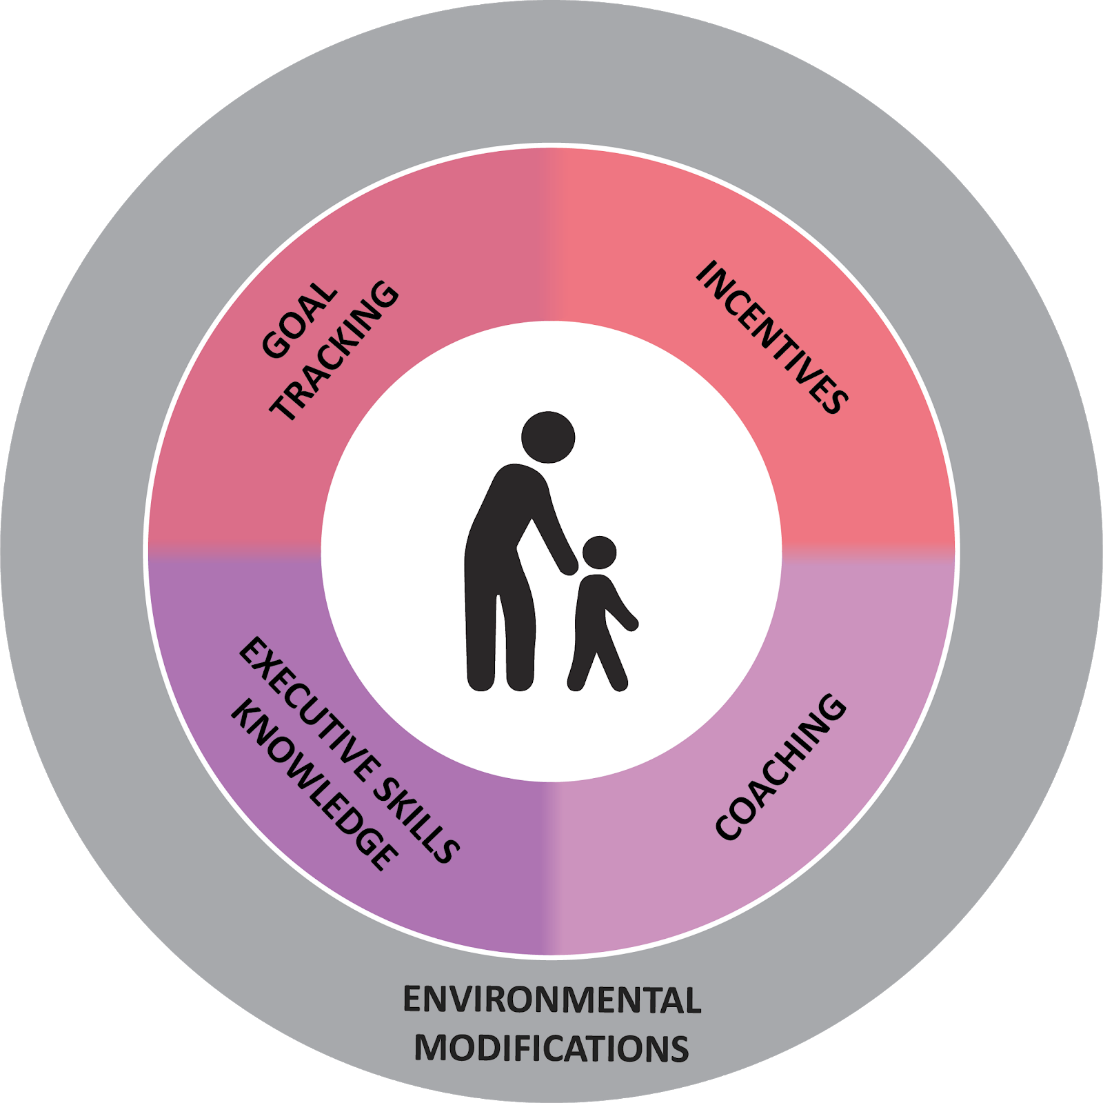 GOAL
TRACKING
INCENTIVES
EXECUTIVE SKILLS
KNOWLEDGE
COACHING
ENVIRONMENTAL
MODIFICATIONS